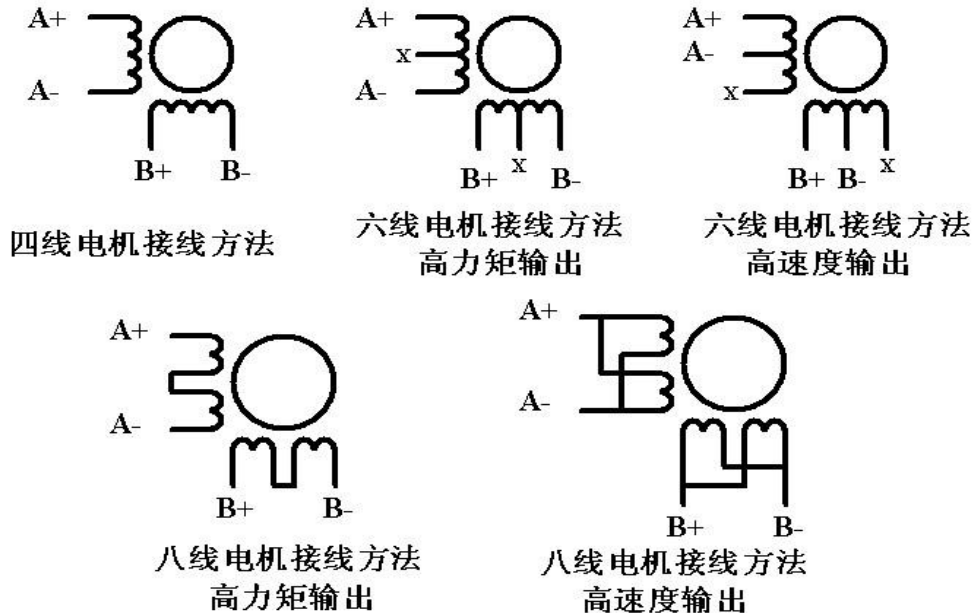 A+
A-
B+ B-
四线电机接线方法
A+
x
A-
B+ x B-
六线电机接线方法
高力矩输出
A+
A-
x
B+ B- x
六线电机接线方法
高速度输出
A+
A-
B+ B-
八线电机接线方法
高力矩输出
A+
A-
B+ B-
八线电机接线方法
高速度输出